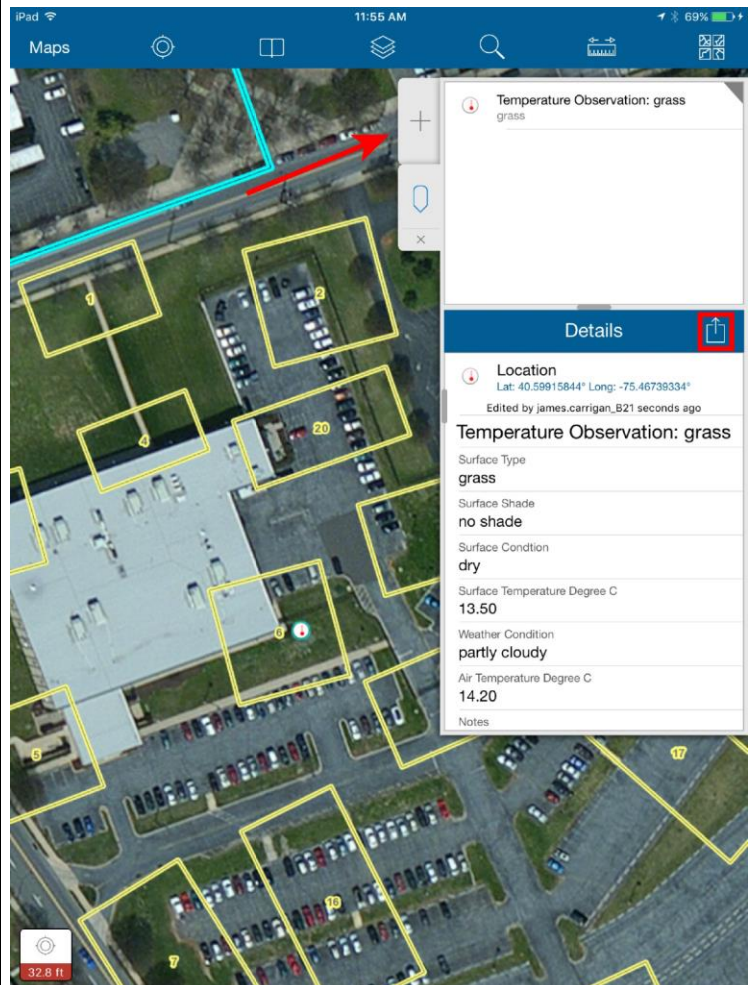 iPad 11:55 AM 69%
Maps
Temperature Observation: grass
grass
Details
Location
Lat: 40.59915844° Long: -75.46739334°
Edited by james.carrigan_B21 seconds ago
Temperature Observation: grass
Surface Type
grass
Surface Shade
no shade
Surface Condtion
dry
Surface Temperature Degree C
13.50
Weather Condition
partly cloudy
Air Temperature Degree C
14.20
Notes
1
2
4
20
6
5
17
16
7
32.8 ft